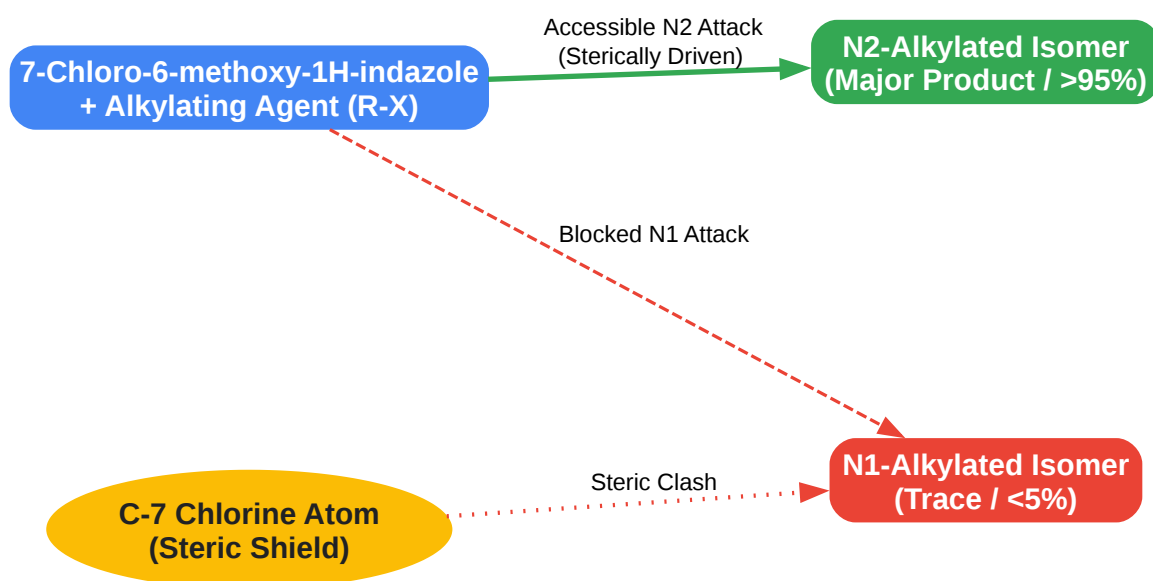 7-Chloro-6-methoxy-1H-indazole
+ Alkylating Agent (R-X)
Accessible N2 Attack
(Sterically Driven)
N2-Alkylated Isomer
(Major Product / >95%)
Blocked N1 Attack
C-7 Chlorine Atom
(Steric Shield)
Steric Clash
N1-Alkylated Isomer
(Trace / <5%)